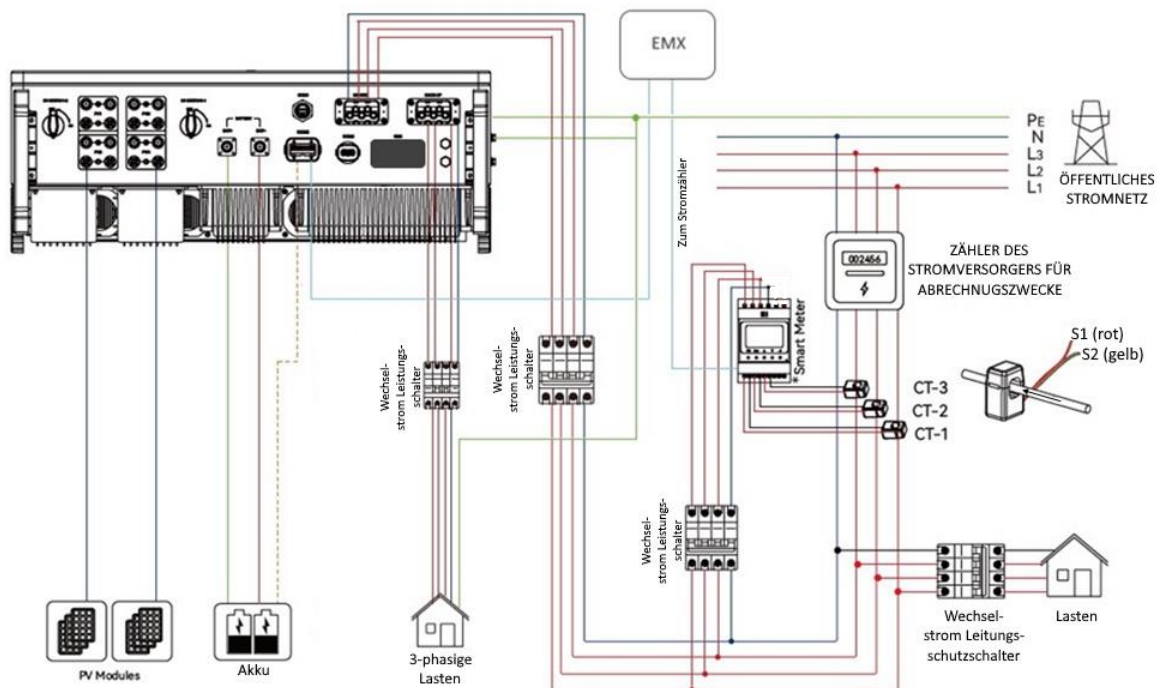 EMX
PE
N
L3
L2
L1
ÖFFENTLICHES
STROMNETZ
Zum Stromzähler
ZÄHLER DES
STROMVERSORGERS FÜR
ABRECHNUGSZWECKE
002456
S1 (rot)
S2 (gelb)
* Smart Meter
CT-3
CT-2
CT-1
Wechsel-
strom Leistungs-
schalter
Wechsel-
strom Leistungs-
schalter
Wechsel-
strom Leistungs-
schalter
Wechsel-
strom Leitungs-
schutzschalter
Lasten
PV Modules
Akku
3-phasige
Lasten